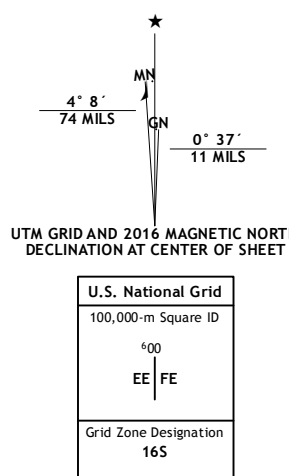 MN
GN
4° 8´
74 MILS
0° 37´
11 MILS
UTM GRID AND 2016 MAGNETIC NORT
DECLINATION AT CENTER OF SHEET
U.S. National Grid
100,000-m Square ID
600
EE FE
Grid Zone Designation
16S